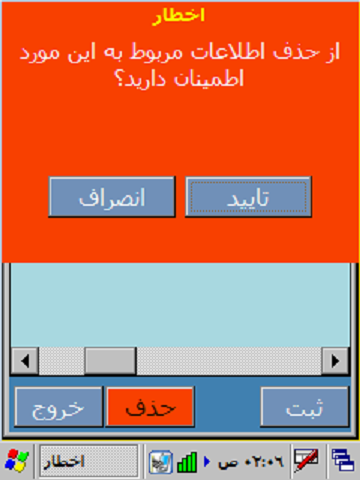 اخطار
از حذف اطلاعات مربوط به این مورد
اطمینان دارید؟
تایید انصراف
ثبت حذف خروج
اخطار ۰۲:۰۶ ص